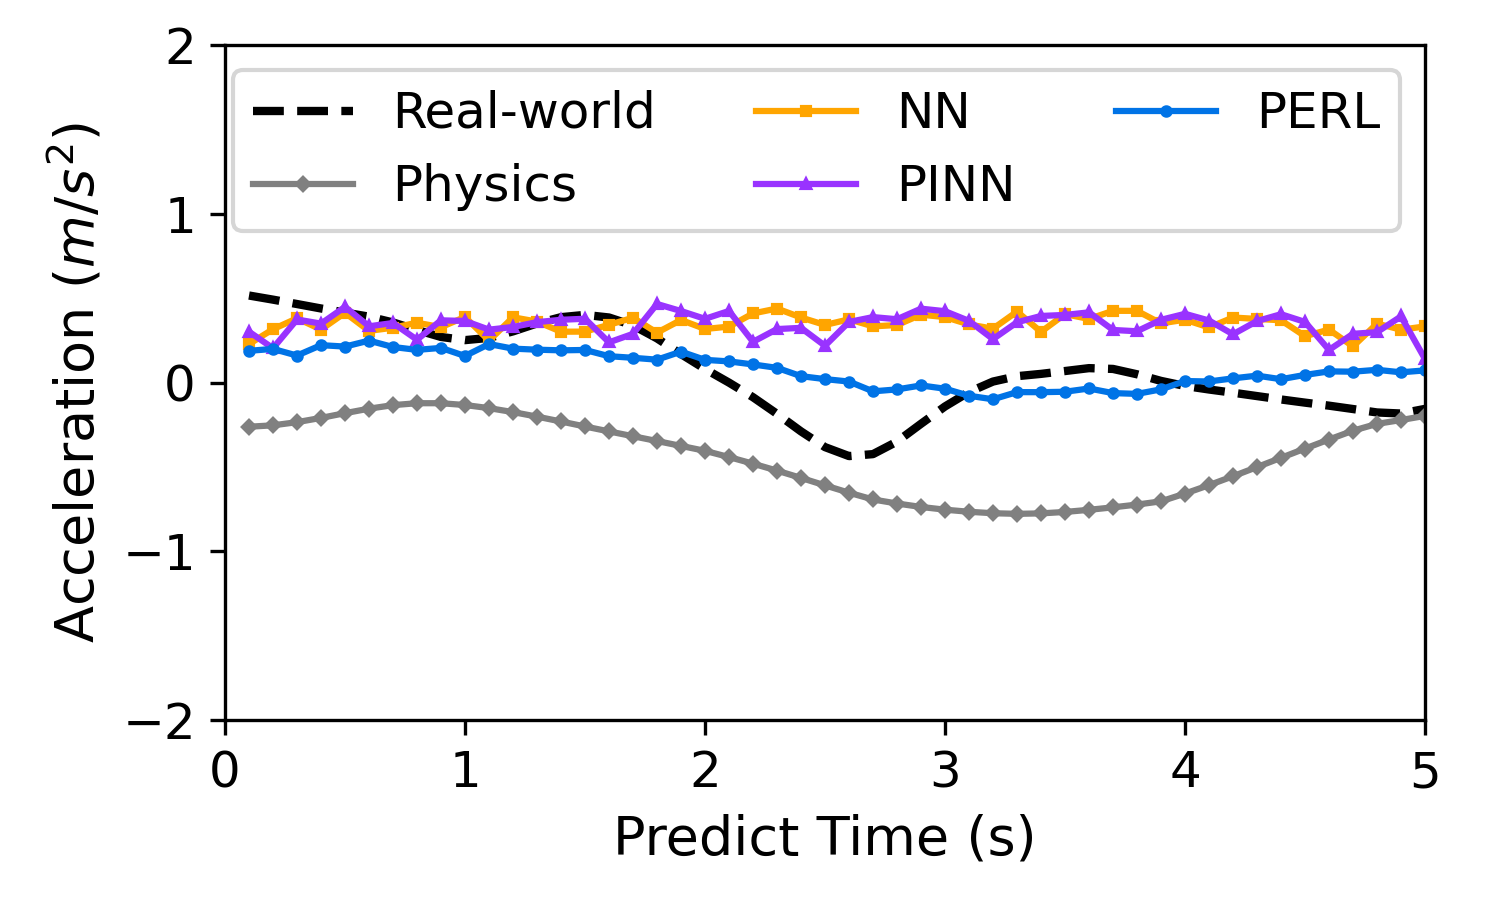 2
1
0
−1
−2
Acceleration (m/s²)
Real-world
Physics
NN
PINN
PERL
0 1 2 3 4 5
Predict Time (s)